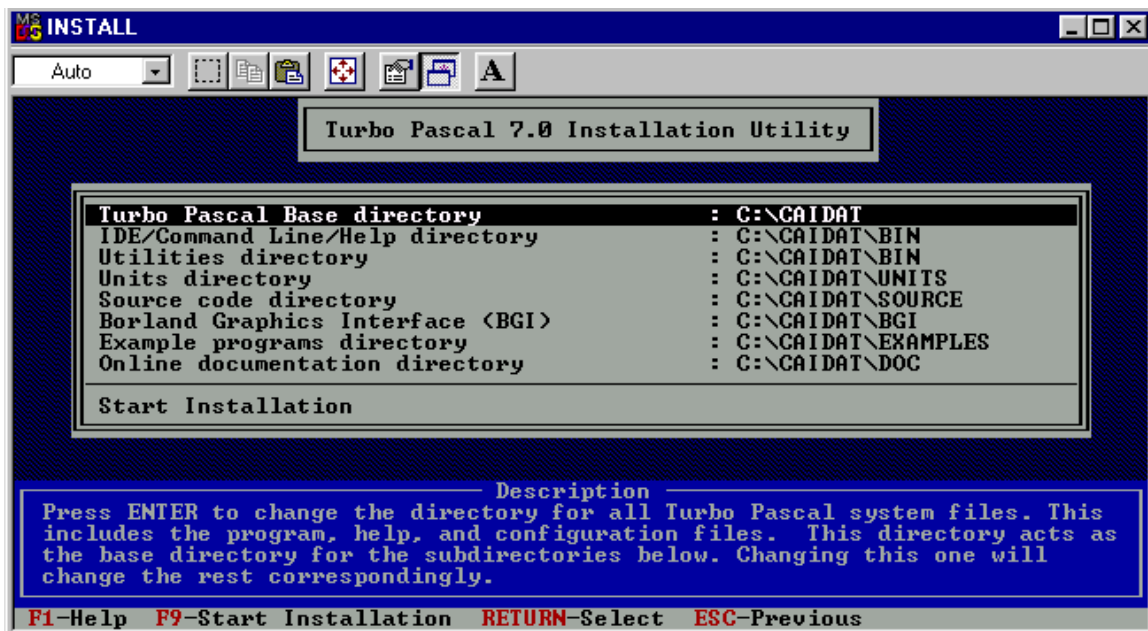 MS DOS INSTALL
Auto A
Turbo Pascal 7.0 Installation Utility
Turbo Pascal Base directory : C:\CAIDAT
IDE/Command Line/Help directory : C:\CAIDAT\BIN
Utilities directory : C:\CAIDAT\BIN
Units directory : C:\CAIDAT\UNITS
Source code directory : C:\CAIDAT\SOURCE
Borland Graphics Interface (BGI) : C:\CAIDAT\BGI
Example programs directory : C:\CAIDAT\EXAMPLES
Online documentation directory : C:\CAIDAT\DOC
Start Installation
Description
Press ENTER to change the directory for all Turbo Pascal system files. This
includes the program, help, and configuration files. This directory acts as
the base directory for the subdirectories below. Changing this one will
change the rest correspondingly.
F1-Help F9-Start Installation RETURN-Select ESC-Previous